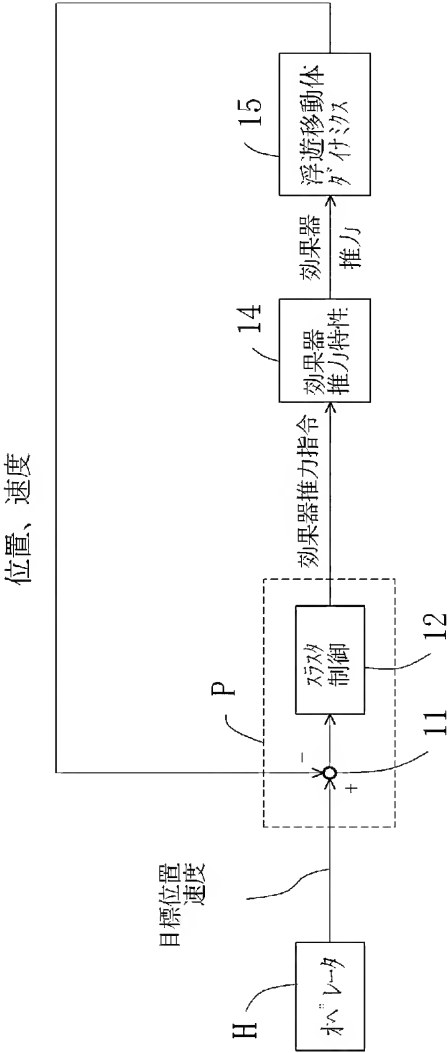 位置、速度
H
オペレータ
目標位置
速度
P
+
-
11
スラスタ
制御
12
効果器推力指令
14
効果器
推力特性
効果器
推力
15
浮遊移動体
ダイナミクス